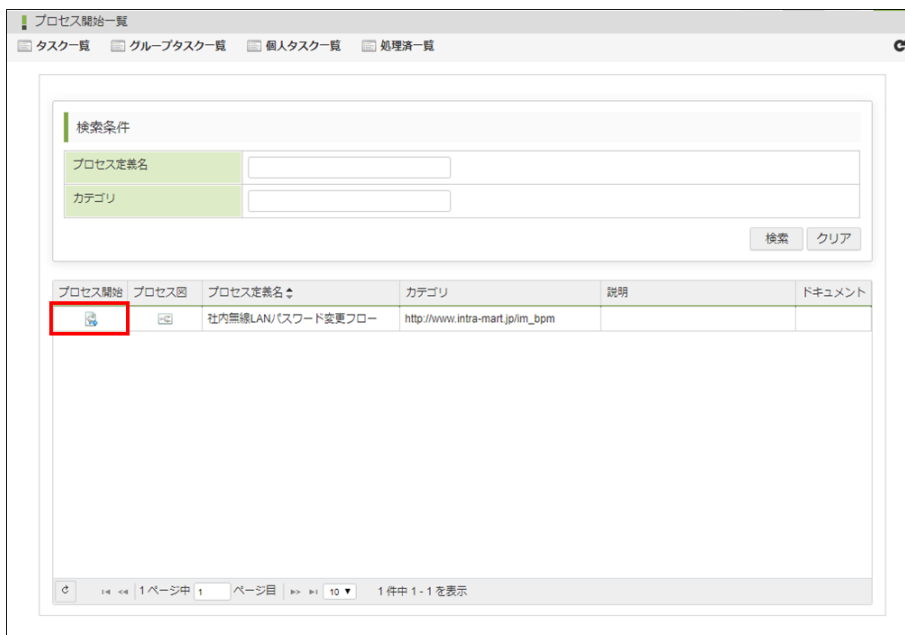 プロセス開始一覧
タスク一覧 グループタスク一覧 個人タスク一覧 処理済一覧
検索条件
プロセス定義名
カテゴリ
検索 クリア
プロセス開始 プロセス図 プロセス定義名 カテゴリ 説明 ドキュメント
社内無線LANパスワード変更フロー http://www.intra-mart.jp/im_bpm
1 ページ中 1 ページ目 10 1 件中 1 - 1 を表示